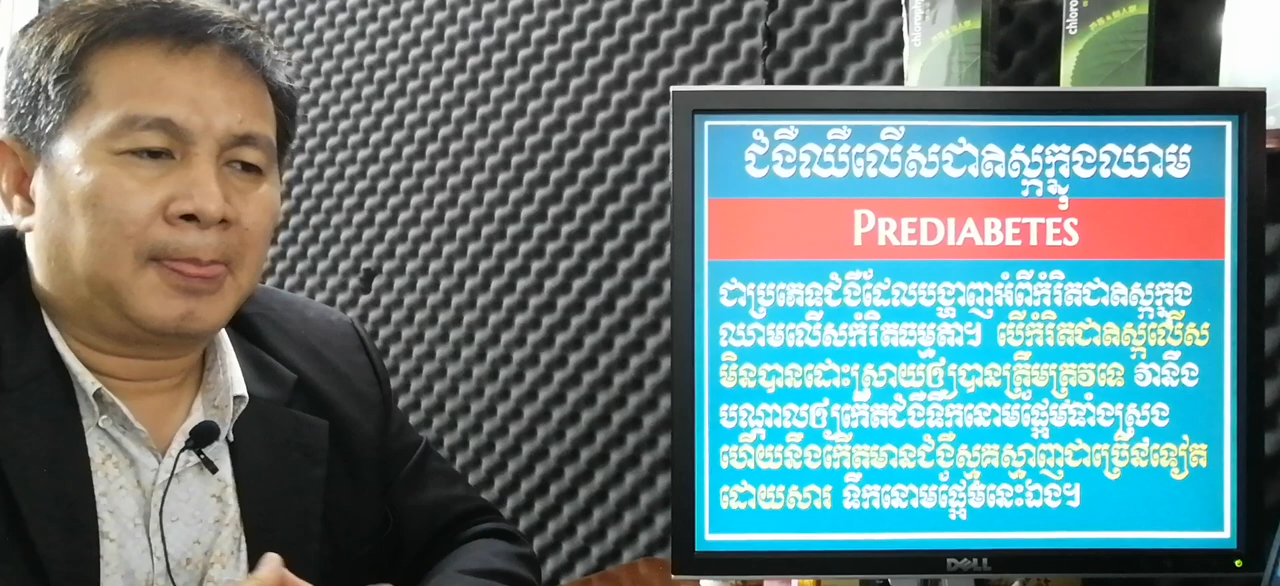 chlorophy
chloro
ជំងឺឈឺលើសជាតិស្ករក្នុងឈាម
PREDIABETES
ជាប្រភេទជំងឺដែលបង្ហាញអំពីកំរិតជាតិស្ករក្នុង
ឈាមលើសកំរិតធម្មតា។ បើកំរិតជាតិស្ករលើស
មិនបានដោះស្រាយឲ្យបានត្រឹមត្រូវទេ វានឹង
បណ្តាលឲ្យកើតជំងឺទឹកនោមផ្អែមទាំងស្រុង
ហើយនឹងកើតមានជំងឺស្មុគស្មាញជាច្រើនទៀត
ដោយសារ ទឹកនោមផ្អែមនេះឯង។
DELL